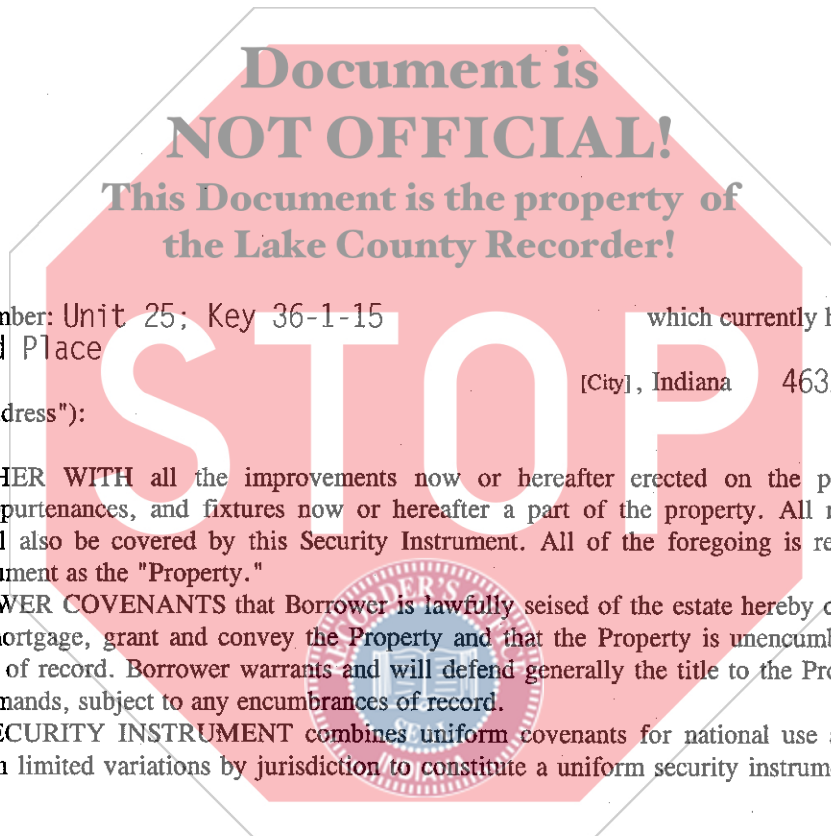 Document is
NOT OFFICIAL!
This Document is the property of
the Lake County Recorder!
mber: Unit 25; Key 36-1-15 which currently h
d Place
[City], Indiana 463
dress"):
STOP
HER WITH all the improvements now or hereafter erected on the p
purtenances, and fixtures now or hereafter a part of the property. All r
l also be covered by this Security Instrument. All of the foregoing is re
ument as the "Property."
WER COVENANTS that Borrower is lawfully seised of the estate hereby c
ortgage, grant and convey the Property and that the Property is unencumb
of record. Borrower warrants and will defend generally the title to the Pro
mands, subject to any encumbrances of record.
ECURITY INSTRUMENT combines uniform covenants for national use a
n limited variations by jurisdiction to constitute a uniform security instrum
RECORDER'S
SEAL
INDIANA